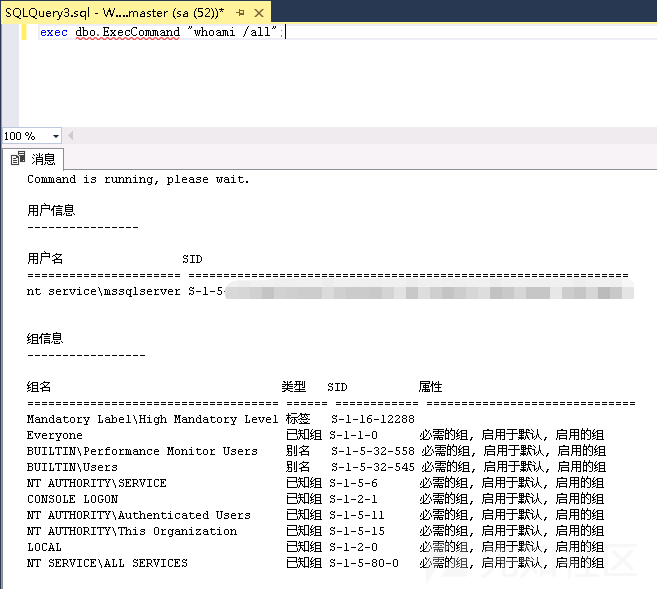 SQLQuery3.sql - W....master (sa (52))*
exec dbo.ExecCommand "whoami /all";
100 %
消息
Command is running, please wait.
用户信息
----------------
用户名 SID
====================== ========================================================
nt service\mssqlserver S-1-5-
组信息
----------------
组名 类型 SID 属性
==================================== ====== ============ ==============================
Mandatory Label\High Mandatory Level 标签 S-1-16-12288
Everyone 已知组 S-1-1-0 必需的组, 启用于默认, 启用的组
BUILTIN\Performance Monitor Users 别名 S-1-5-32-558 必需的组, 启用于默认, 启用的组
BUILTIN\Users 别名 S-1-5-32-545 必需的组, 启用于默认, 启用的组
NT AUTHORITY\SERVICE 已知组 S-1-5-6 必需的组, 启用于默认, 启用的组
CONSOLE LOGON 已知组 S-1-2-1 必需的组, 启用于默认, 启用的组
NT AUTHORITY\Authenticated Users 已知组 S-1-5-11 必需的组, 启用于默认, 启用的组
NT AUTHORITY\This Organization 已知组 S-1-5-15 必需的组, 启用于默认, 启用的组
LOCAL 已知组 S-1-2-0 必需的组, 启用于默认, 启用的组
NT SERVICE\ALL SERVICES 已知组 S-1-5-80-0 必需的组, 启用于默认, 启用的组